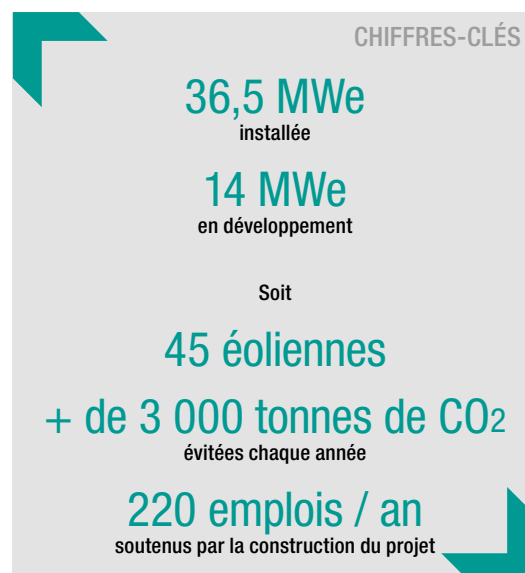 CHIFFRES-CLÉS
36,5 MWe
installée
14 MWe
en développement
Soit
45 éoliennes
+ de 3 000 tonnes de CO2
évitées chaque année
220 emplois / an
soutenus par la construction du projet